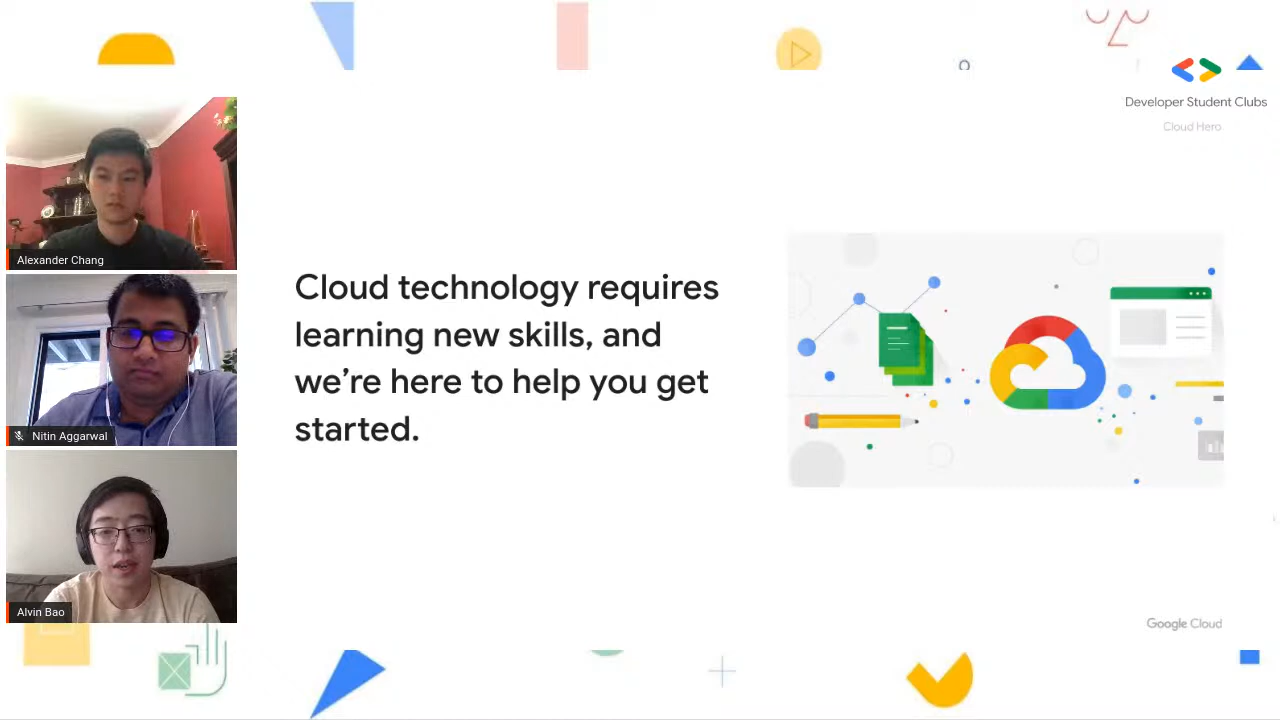 Developer Student Clubs
Cloud Hero
Alexander Chang
Nitin Aggarwal
Alvin Bao
Cloud technology requires
learning new skills, and
we’re here to help you get
started.
Google Cloud